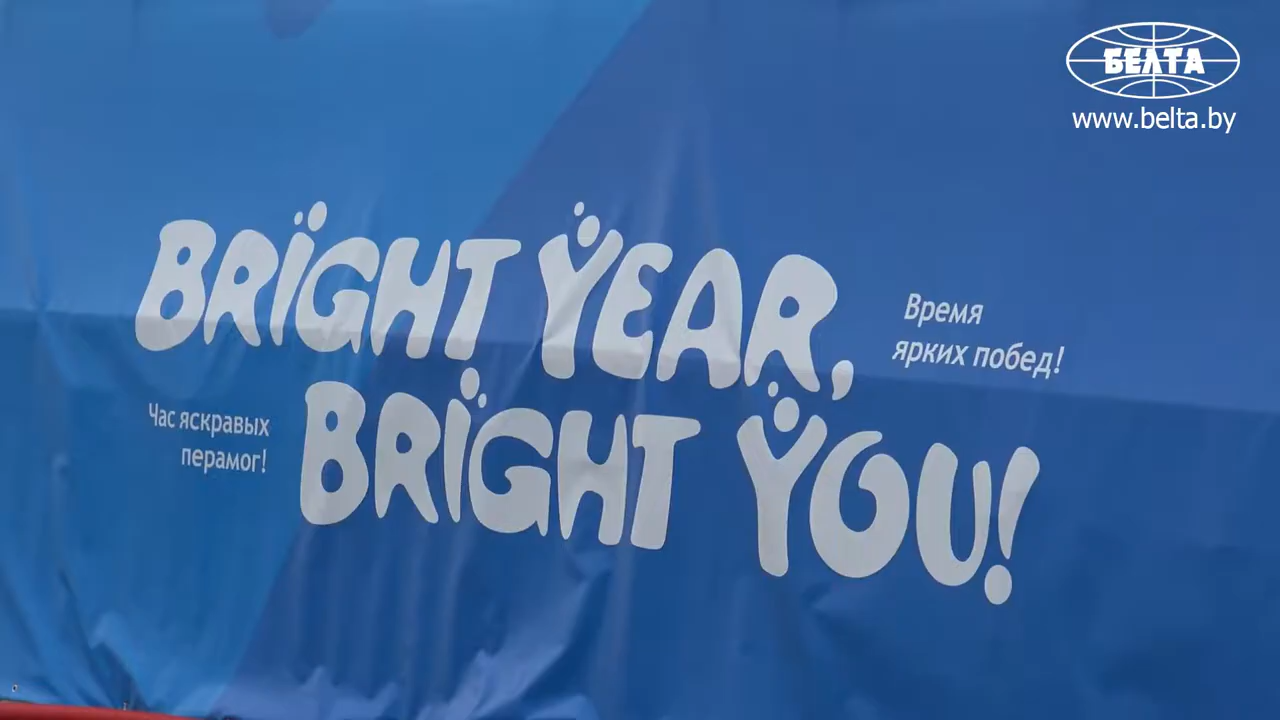 БЕЛТА
www.belta.by
BRIGHT YEAR,
Время
ярких побед!
Час яскравых
перамог!
BRIGHT YOU!